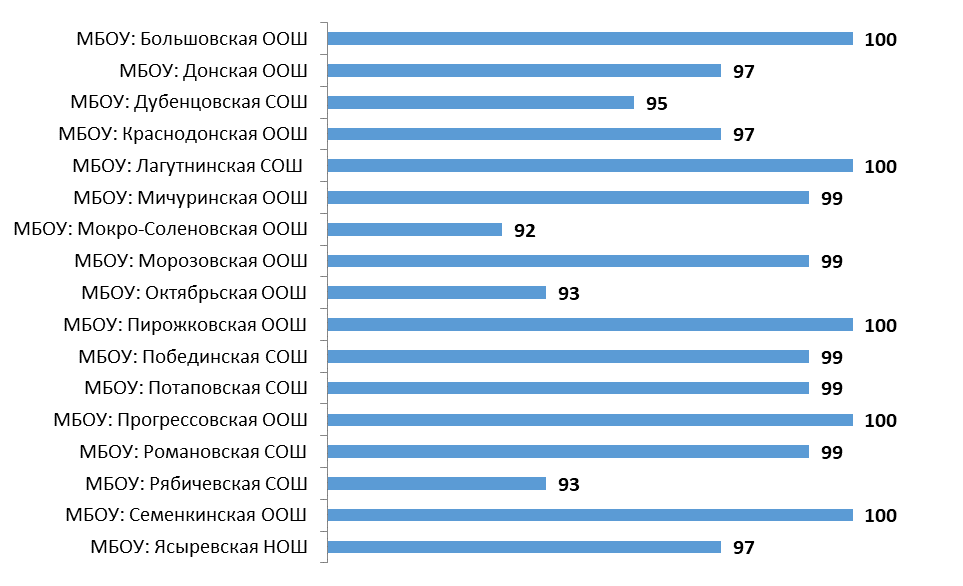 МБОУ: Большовская ООШ 100
МБОУ: Донская ООШ 97
МБОУ: Дубенцовская СОШ 95
МБОУ: Краснодонская ООШ 97
МБОУ: Лагутнинская СОШ 100
МБОУ: Мичуринская ООШ 99
МБОУ: Мокро-Соленовская ООШ 92
МБОУ: Морозовская ООШ 99
МБОУ: Октябрьская ООШ 93
МБОУ: Пирожковская ООШ 100
МБОУ: Побединская СОШ 99
МБОУ: Потаповская СОШ 99
МБОУ: Прогрессовская ООШ 100
МБОУ: Романовская СОШ 99
МБОУ: Рябичевская СОШ 93
МБОУ: Семенкинская ООШ 100
МБОУ: Ясыревская НОШ 97